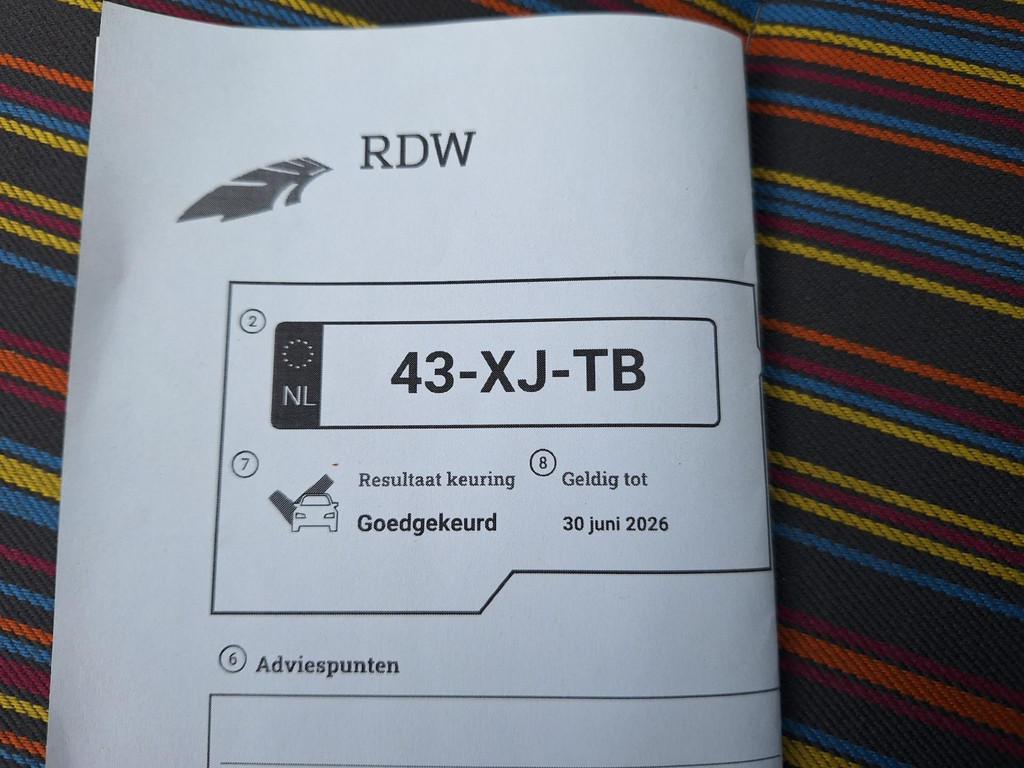 RDW
2
NL
43-XJ-TB
7
Resultaat keuring
8
Geldig tot
Goedgekeurd
30 juni 2026
6
Adviespunten